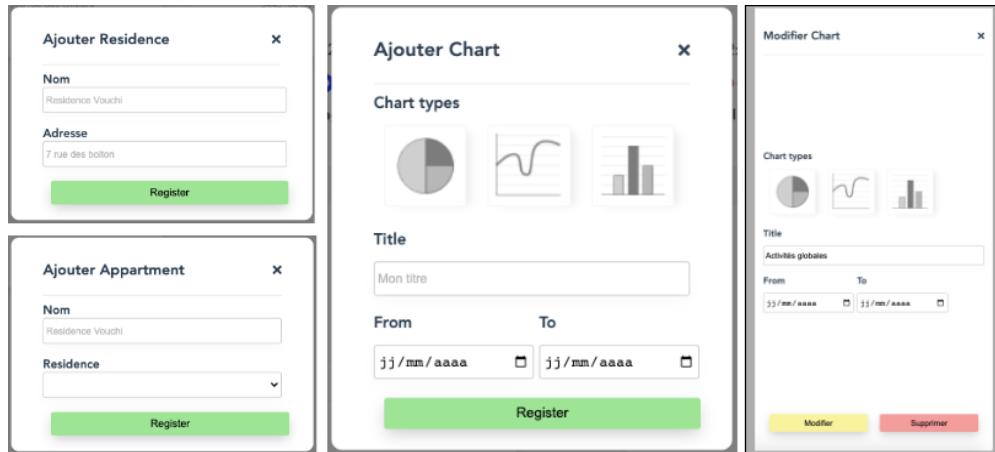 Ajouter Residence ×
Nom
Residence Vouchi
Adresse
7 rue des bolton
Register
Ajouter Appartment ×
Nom
Residence Vouchi
Residence
Register
Ajouter Chart ×
Chart types
Title
Mon titre
From To
jj/mm/aaaa jj/mm/aaaa
Register
Modifier Chart ×
Chart types
Title
Activités globales
From To
jj/mm/aaaa jj/mm/aaaa
Modifier Supprimer